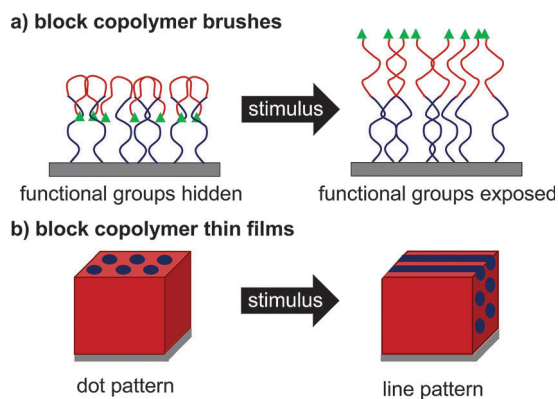 a) block copolymer brushes
stimulus
functional groups hidden
functional groups exposed
b) block copolymer thin films
stimulus
dot pattern
line pattern